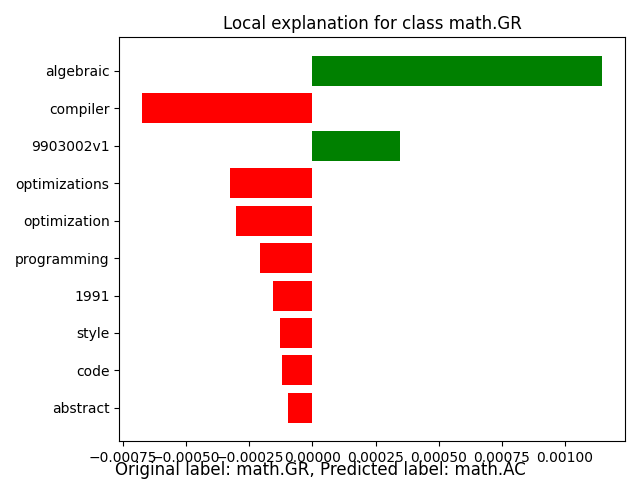 Local explanation for class math.GR
algebraic
compiler
9903002v1
optimizations
optimization
programming
1991
style
code
abstract
−0.00075 −0.00050 −0.00025 0.00000 0.00025 0.00050 0.00075 0.00100
Original label: math.GR, Predicted label: math.AC